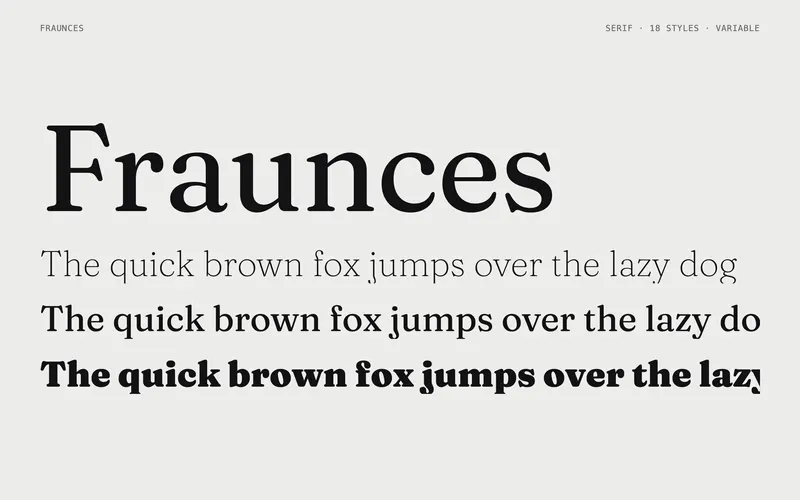 FRAUNCES
SERIF · 18 STYLES · VARIABLE
Fraunces
The quick brown fox jumps over the lazy dog
The quick brown fox jumps over the lazy do
The quick brown fox jumps over the lazy